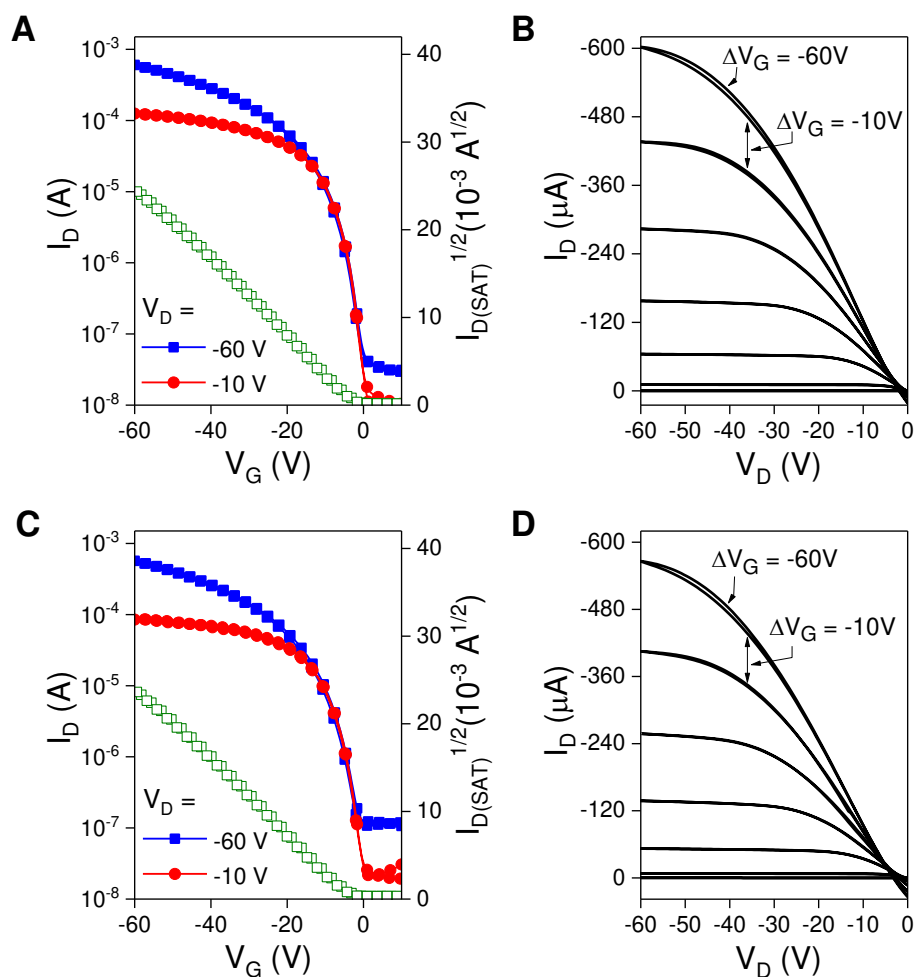 A
10⁻³
10⁻⁴
10⁻⁵
10⁻⁶
10⁻⁷
10⁻⁸
I_D (A)
V_D =
-60 V
-10 V
40
30
20
10
0
I_D(SAT)^1/2 (10⁻³ A^1/2)
-60 -40 -20 0
V_G (V)
B
-600
-480
-360
-240
-120
0
I_D (μA)
ΔV_G = -60V
ΔV_G = -10V
-60 -50 -40 -30 -20 -10 0
V_D (V)
C
10⁻³
10⁻⁴
10⁻⁵
10⁻⁶
10⁻⁷
10⁻⁸
I_D (A)
V_D =
-60 V
-10 V
40
30
20
10
0
I_D(SAT)^1/2 (10⁻³ A^1/2)
-60 -40 -20 0
V_G (V)
D
-600
-480
-360
-240
-120
0
I_D (μA)
ΔV_G = -60V
ΔV_G = -10V
-60 -50 -40 -30 -20 -10 0
V_D (V)